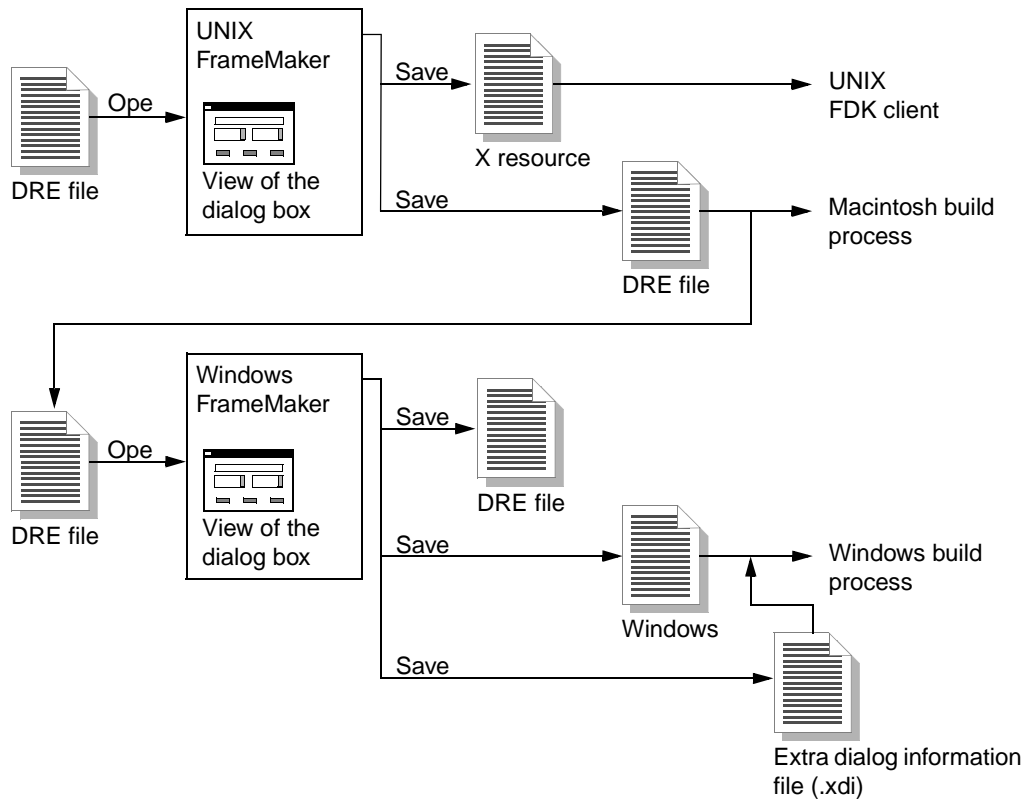 UNIX
FrameMaker
Save
UNIX
FDK client
Ope
X resource
View of the
dialog box
DRE file
Save
Macintosh build
process
DRE file
Windows
FrameMaker
Save
Ope
DRE file
View of the
dialog box
DRE file
Save
Windows build
process
Windows
Save
Extra dialog information
file (.xdi)